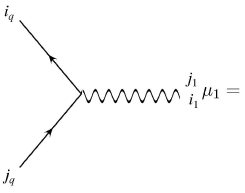 i_q
j_1
i_1 μ_1 =
j_q